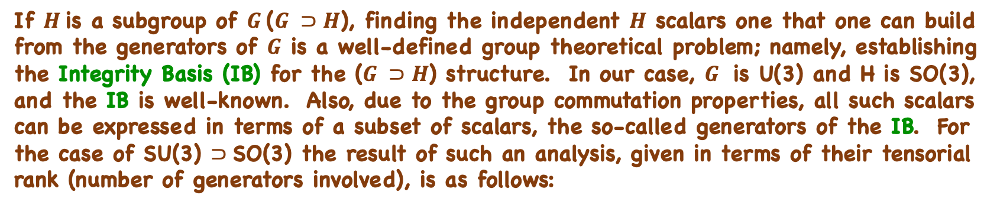 If H is a subgroup of G (G ⊃ H), finding the independent H scalars one that one can build
from the generators of G is a well-defined group theoretical problem; namely, establishing
the Integrity Basis (IB) for the (G ⊃ H) structure. In our case, G is U(3) and H is SO(3),
and the IB is well-known. Also, due to the group commutation properties, all such scalars
can be expressed in terms of a subset of scalars, the so-called generators of the IB. For
the case of SU(3) ⊃ SO(3) the result of such an analysis, given in terms of their tensorial
rank (number of generators involved), is as follows: